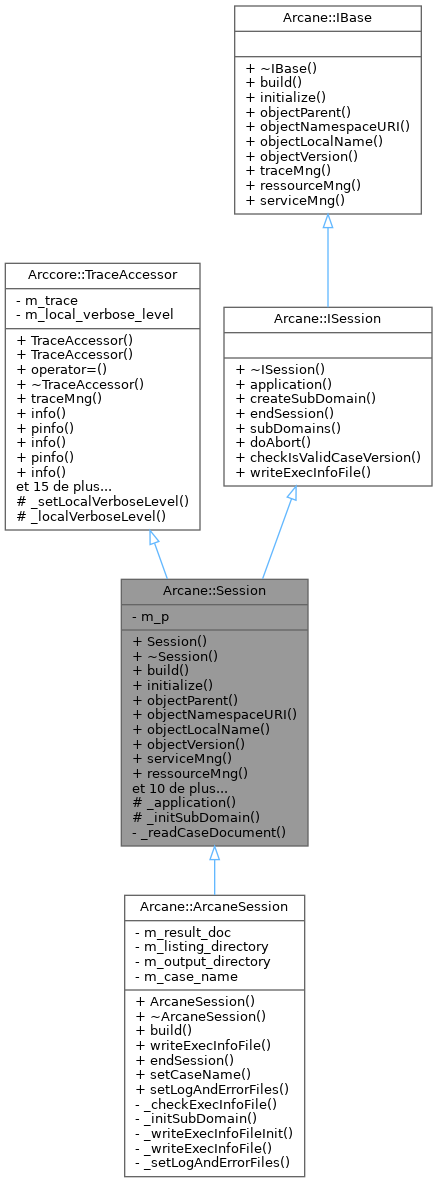 Arcane::IBase
+ ~IBase()
+ build()
+ initialize()
+ objectParent()
+ objectNamespaceURI()
+ objectLocalName()
+ objectVersion()
+ traceMng()
+ ressourceMng()
+ serviceMng()
Arccore::TraceAccessor
- m_trace
- m_local_verbose_level
+ TraceAccessor()
+ TraceAccessor()
+ operator=()
+ ~TraceAccessor()
+ traceMng()
+ info()
+ pinfo()
+ info()
+ pinfo()
+ info()
et 15 de plus...
# _setLocalVerboseLevel()
# _localVerboseLevel()
Arcane::ISession
+ ~ISession()
+ application()
+ createSubDomain()
+ endSession()
+ subDomains()
+ doAbort()
+ checkIsValidCaseVersion()
+ writeExecInfoFile()
Arcane::Session
- m_p
+ Session()
+ ~Session()
+ build()
+ initialize()
+ objectParent()
+ objectNamespaceURI()
+ objectLocalName()
+ objectVersion()
+ serviceMng()
+ ressourceMng()
et 10 de plus...
# _application()
# _initSubDomain()
- _readCaseDocument()
Arcane::ArcaneSession
- m_result_doc
- m_listing_directory
- m_output_directory
- m_case_name
+ ArcaneSession()
+ ~ArcaneSession()
+ build()
+ writeExecInfoFile()
+ endSession()
+ setCaseName()
+ setLogAndErrorFiles()
- _checkExecInfoFile()
- _initSubDomain()
- _writeExecInfoFileInit()
- _writeExecInfoFile()
- _setLogAndErrorFiles()